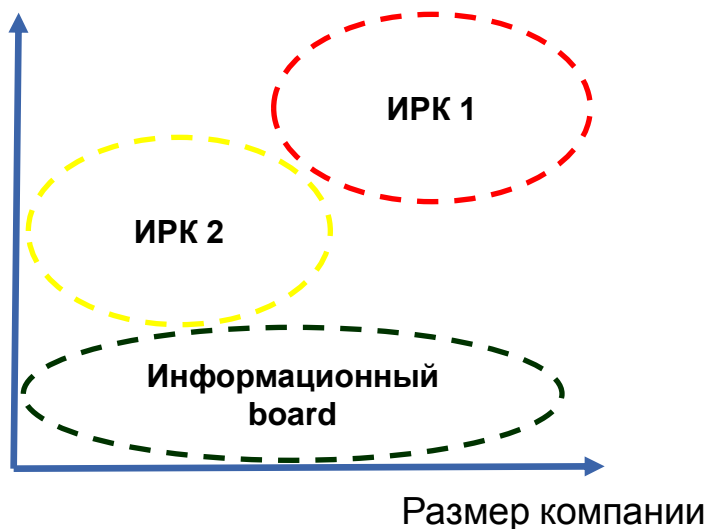 ИРК 1
ИРК 2
Информационный
board
Размер компании